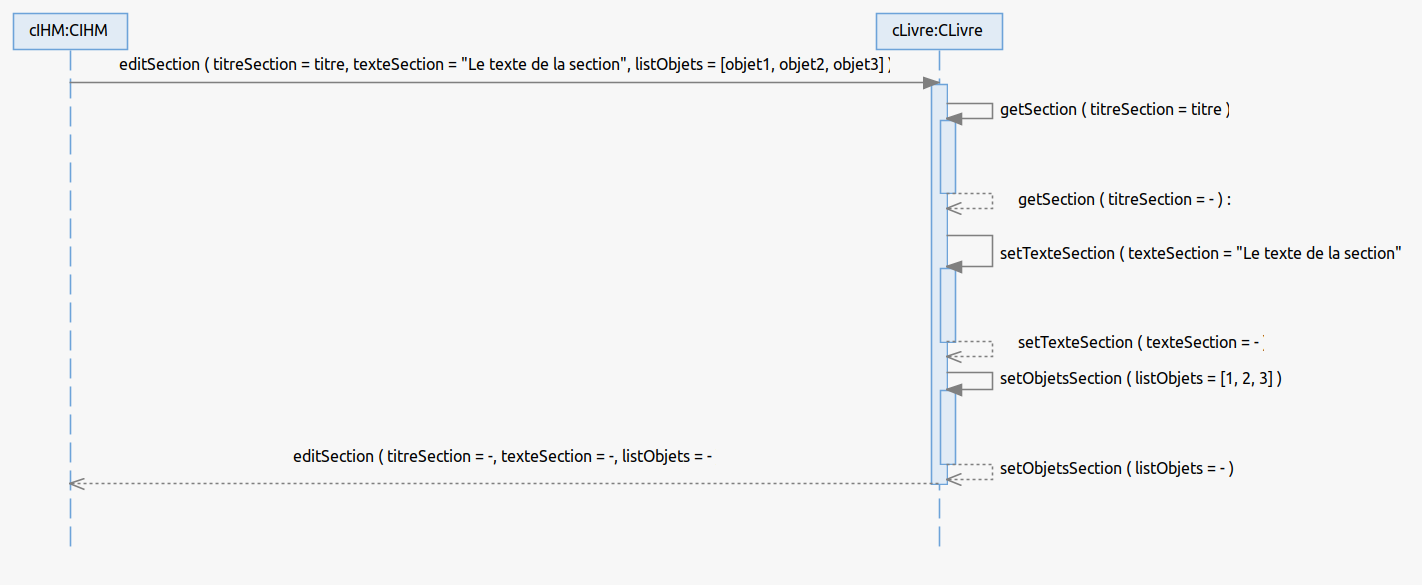 cIHM:CIHM
cLivre:CLivre
editSection ( titreSection = titre, texteSection = "Le texte de la section", listObjets = [objet1, objet2, objet3] )
getSection ( titreSection = titre )
getSection ( titreSection = - ) :
setTexteSection ( texteSection = "Le texte de la section"
setTexteSection ( texteSection = -
setObjetsSection ( listObjets = [1, 2, 3] )
editSection ( titreSection = -, texteSection = -, listObjets = -
setObjetsSection ( listObjets = - )